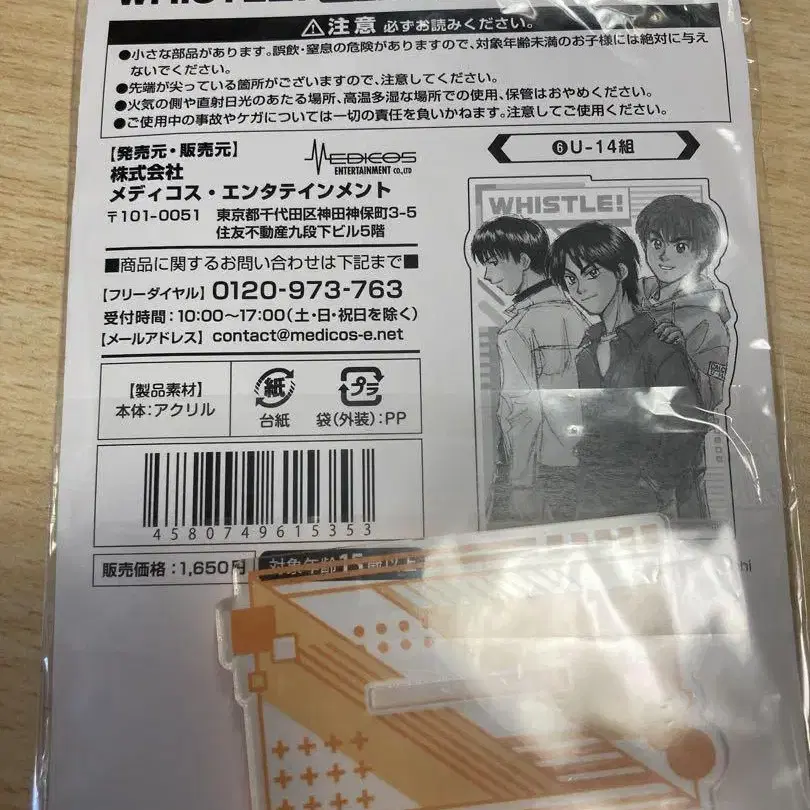 WHISTLE!
⚠注意 必ずお読みください。
●小さな部品があります。誤飲・窒息の危険がありますので、対象年齢未満のお子様には絶対に与え
ないでください。
●先端が尖っている箇所がございますので、注意してください。
●火気の側や直射日光のあたる場所、高温多湿な場所での使用、保管はおやめください。
●ご使用中の事故やケガについては一切の責任を負いかねます。注意してご使用ください。
【発売元・販売元】
株式会社
メディコス・エンタテインメント
MEDICOS
ENTERTAINMENT CO.,LTD
〒101-0051 東京都千代田区神田神保町3-5
住友不動産九段下ビル5階
■商品に関するお問い合わせは下記まで■
【フリーダイヤル】0120-973-763
受付時間：10:00〜17:00(土・日・祝日を除く)
【メールアドレス】contact@medicos-e.net
❻U-14組
WHISTLE!
【製品素材】
本体：アクリル
紙
台紙
プラ
袋(外装)：PP
4580749615353
販売価格：1,650円
対象年齢15歳以上